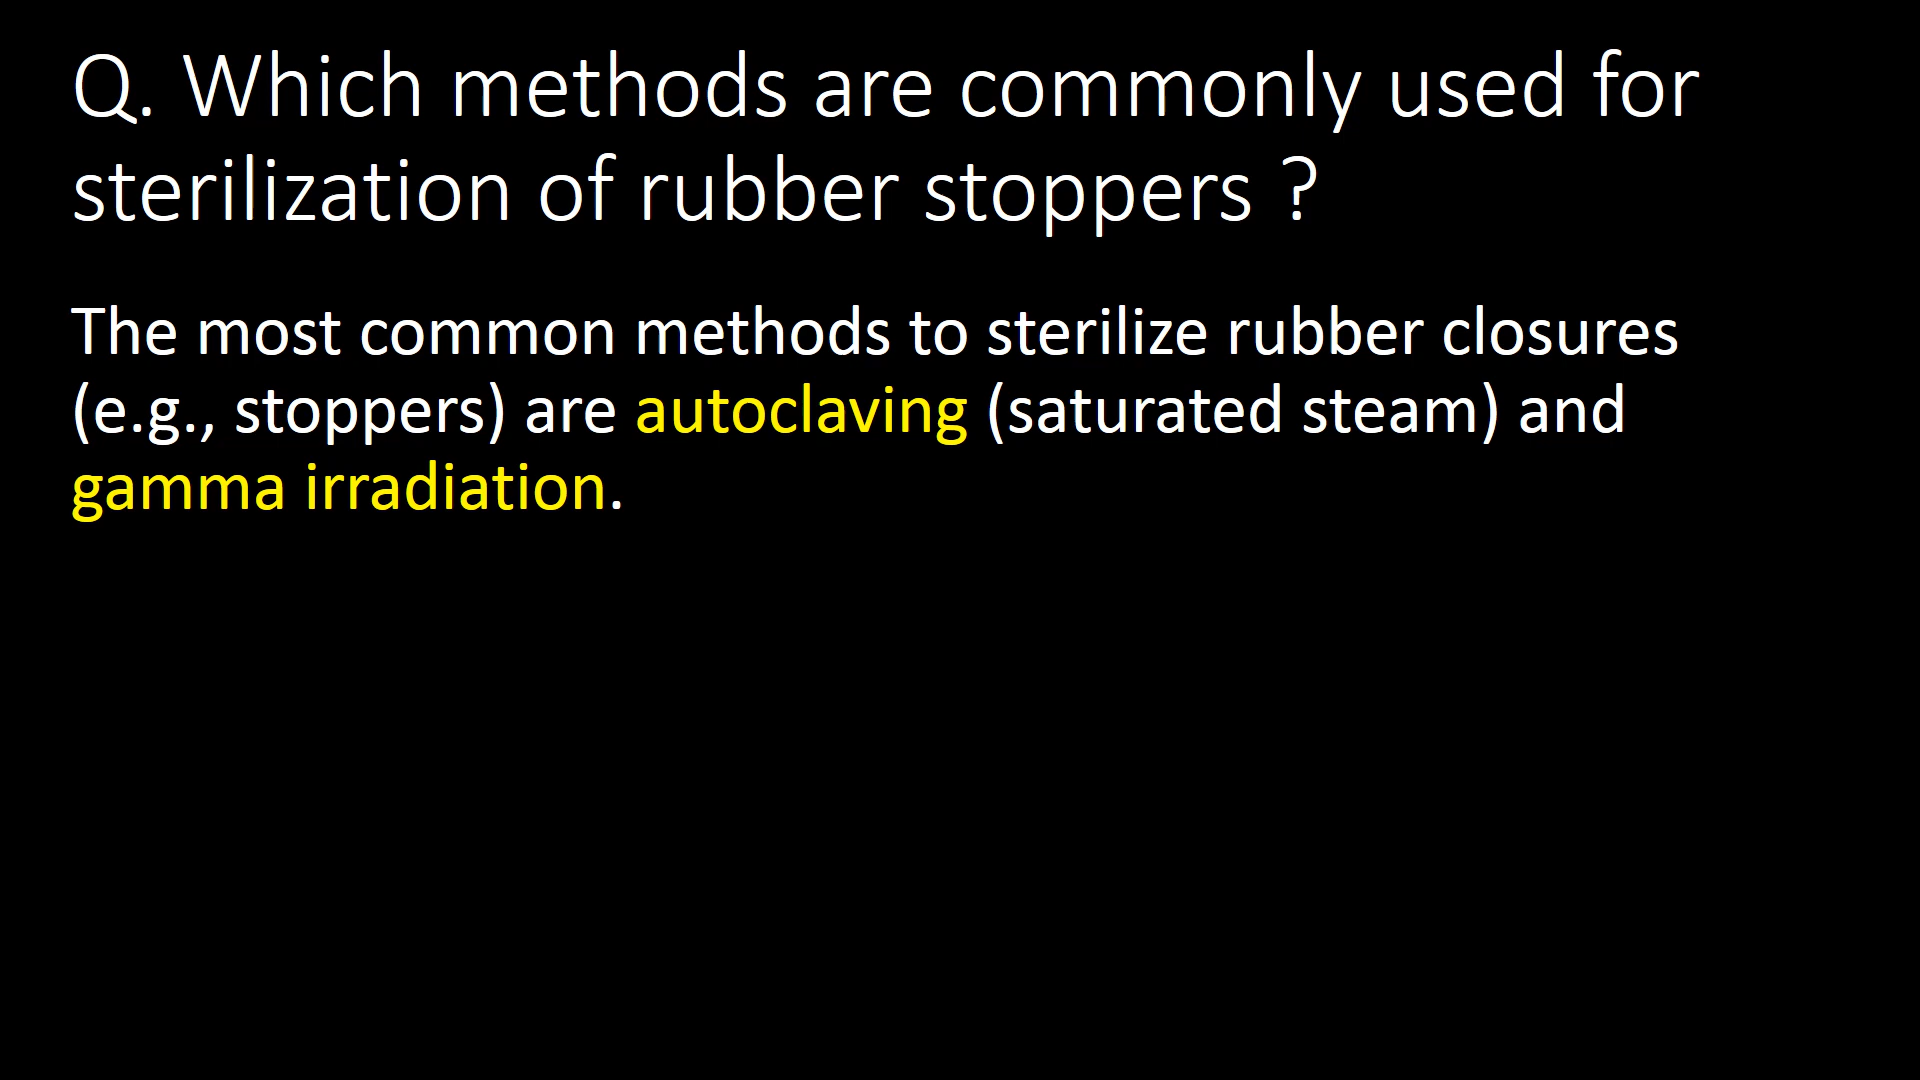 Q. Which methods are commonly used for
sterilization of rubber stoppers ?
The most common methods to sterilize rubber closures
(e.g., stoppers) are autoclaving (saturated steam) and
gamma irradiation.